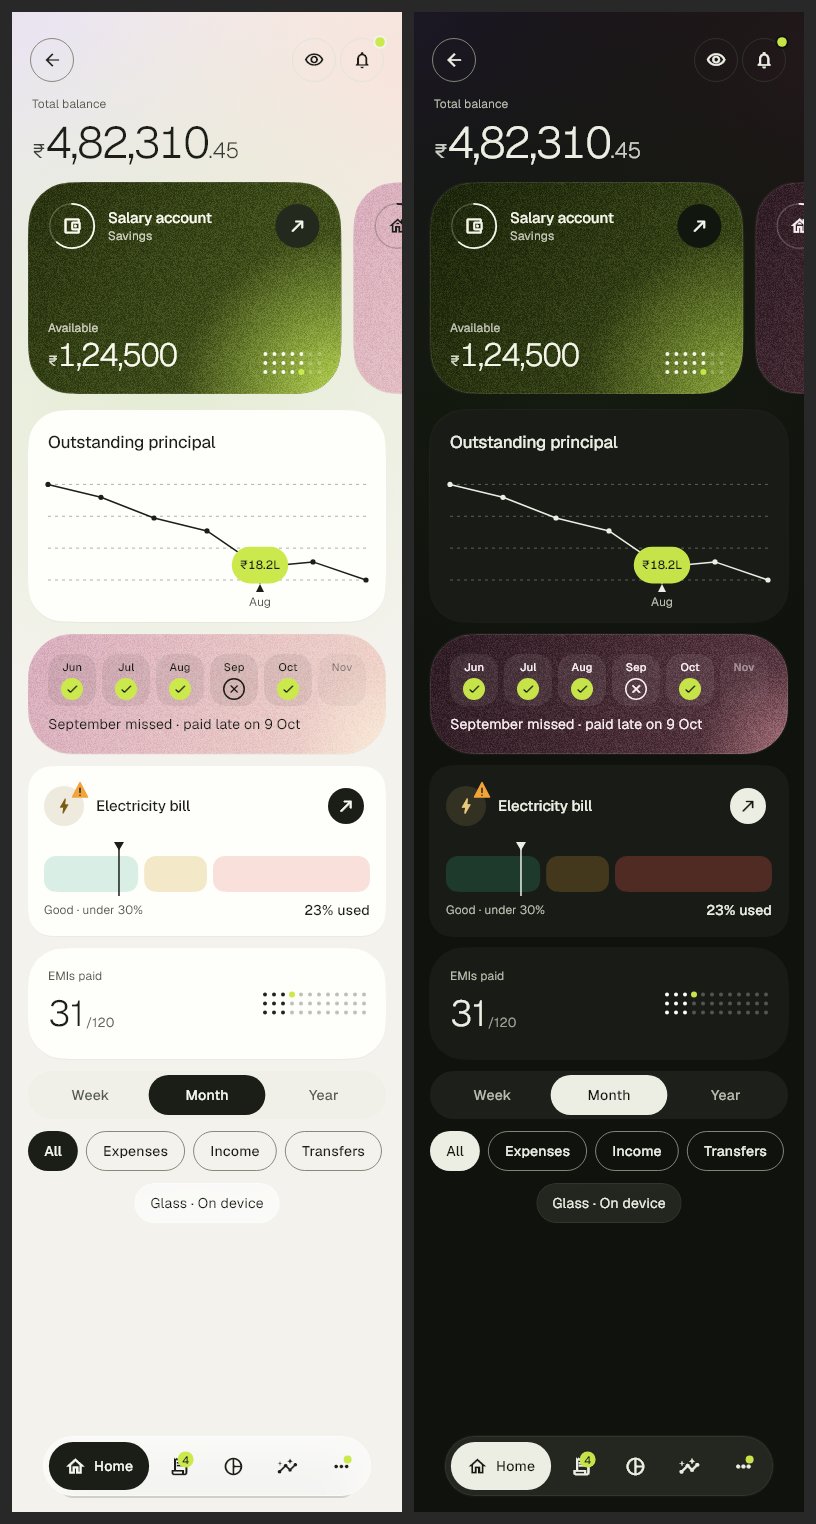 Total balance
₹4,82,310.45
Salary account
Savings
Available
₹1,24,500
Outstanding principal
₹18.2L
Aug
Jun Jul Aug Sep Oct Nov
September missed · paid late on 9 Oct
Electricity bill
Good · under 30% 23% used
EMIs paid
31/120
Week Month Year
All Expenses Income Transfers
Glass · On device
Home 4
Total balance
₹4,82,310.45
Salary account
Savings
Available
₹1,24,500
Outstanding principal
₹18.2L
Aug
Jun Jul Aug Sep Oct Nov
September missed · paid late on 9 Oct
Electricity bill
Good · under 30% 23% used
EMIs paid
31/120
Week Month Year
All Expenses Income Transfers
Glass · On device
Home 4